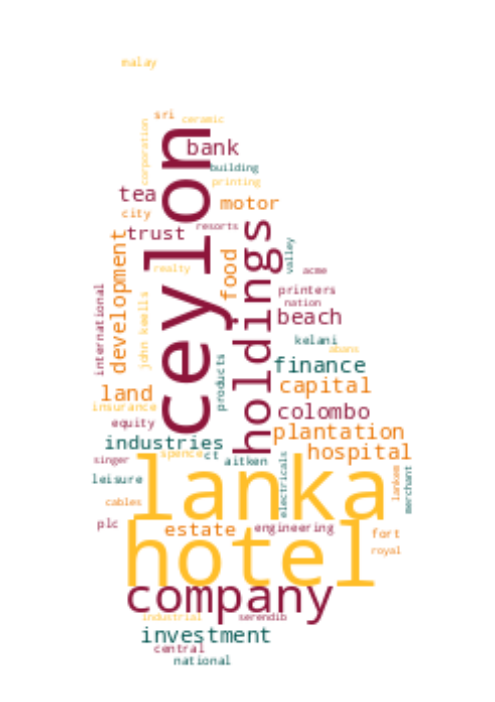 malay
sri
ceramic
corporation
ceylon
bank
building
printing
tea
motor
city
trust
resorts
development
holdings
valley
food
realty
acme
international
john keells
printers
nation
beach
kelani
abans
products
finance
land
capital
insurance
colombo
equity
plantation
industries
hospital
singer
spence
ct
aitken
lanka
leisure
electricals
lankem
merchant
cables
plc
estate
engineering
fort
hotel
royal
company
industrial
serendib
investment
central
national